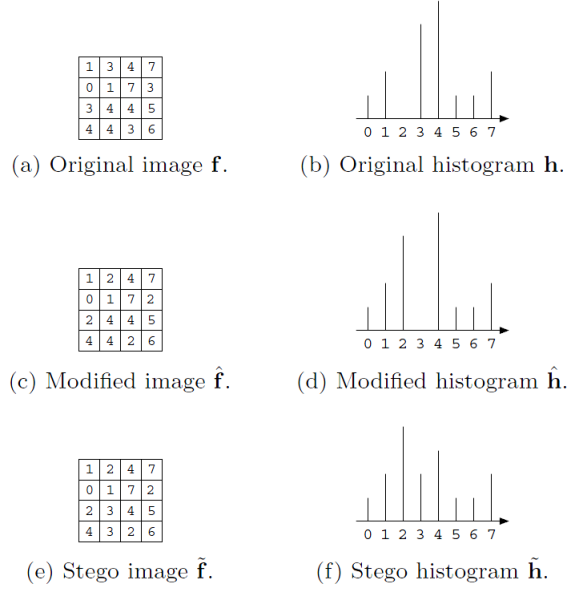 1 3 4 7
0 1 7 3
3 4 4 5
4 4 3 6
0 1 2 3 4 5 6 7
(a) Original image f.
(b) Original histogram h.
1 2 4 7
0 1 7 2
2 4 4 5
4 4 2 6
0 1 2 3 4 5 6 7
(c) Modified image f̂.
(d) Modified histogram ĥ.
1 2 4 7
0 1 7 2
2 3 4 5
4 3 2 6
0 1 2 3 4 5 6 7
(e) Stego image f̃.
(f) Stego histogram h̃.